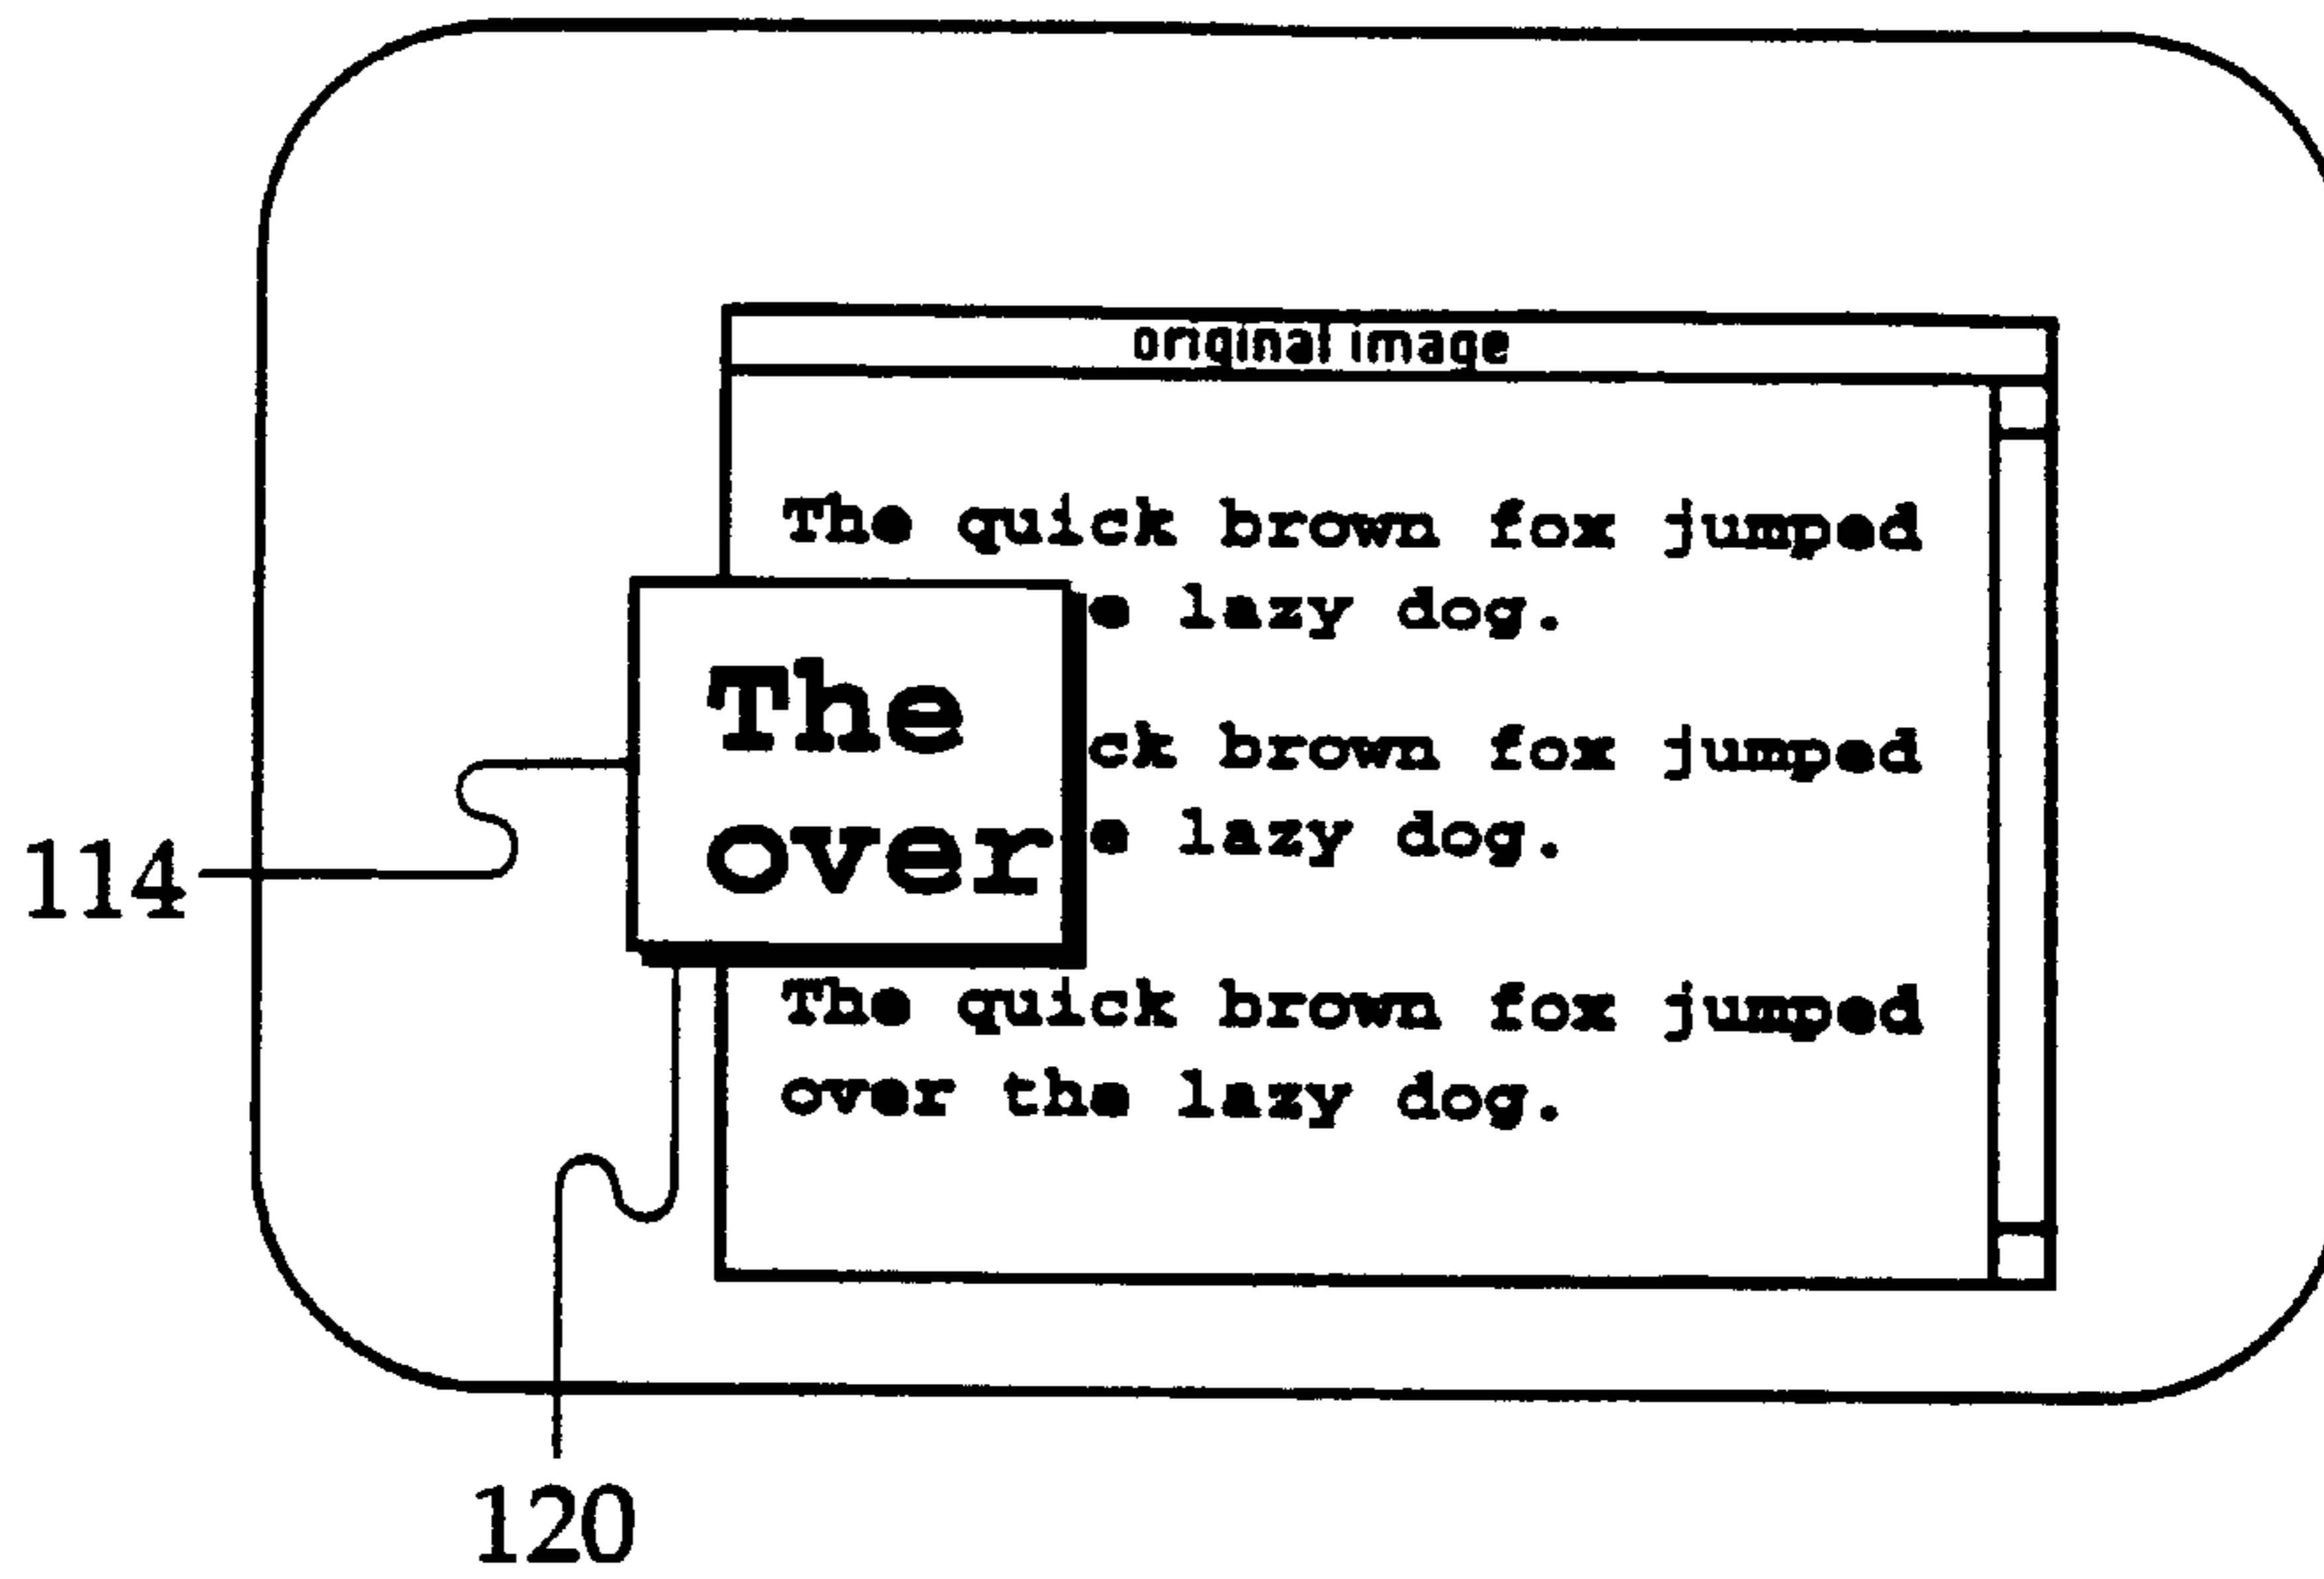 original image
The quick brown fox jumped
e lazy dog.
The
ck brown fox jumped
over
e lazy dog.
114
The quick brown fox jumped
over the lazy dog.
120